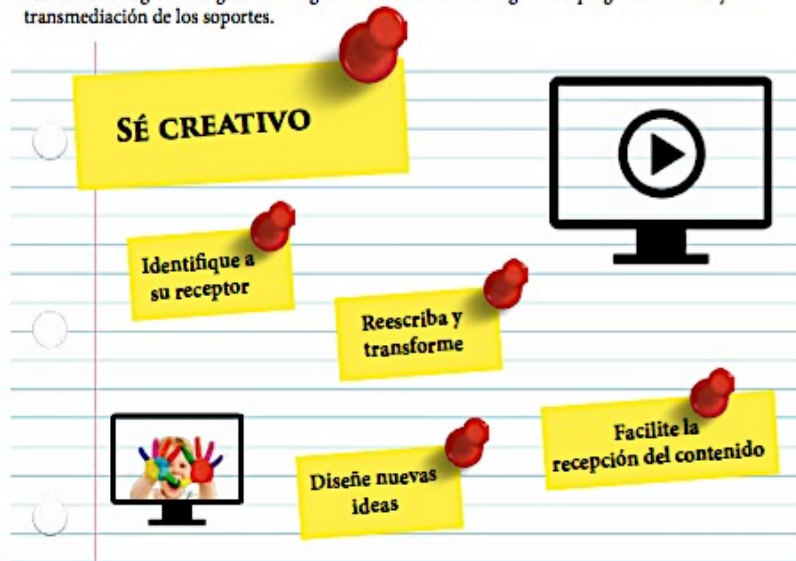 transmediación de los soportes.
SÉ CREATIVO
Identifique a
su receptor
Reescriba y
transforme
Facilite la
recepción del contenido
Diseñe nuevas
ideas